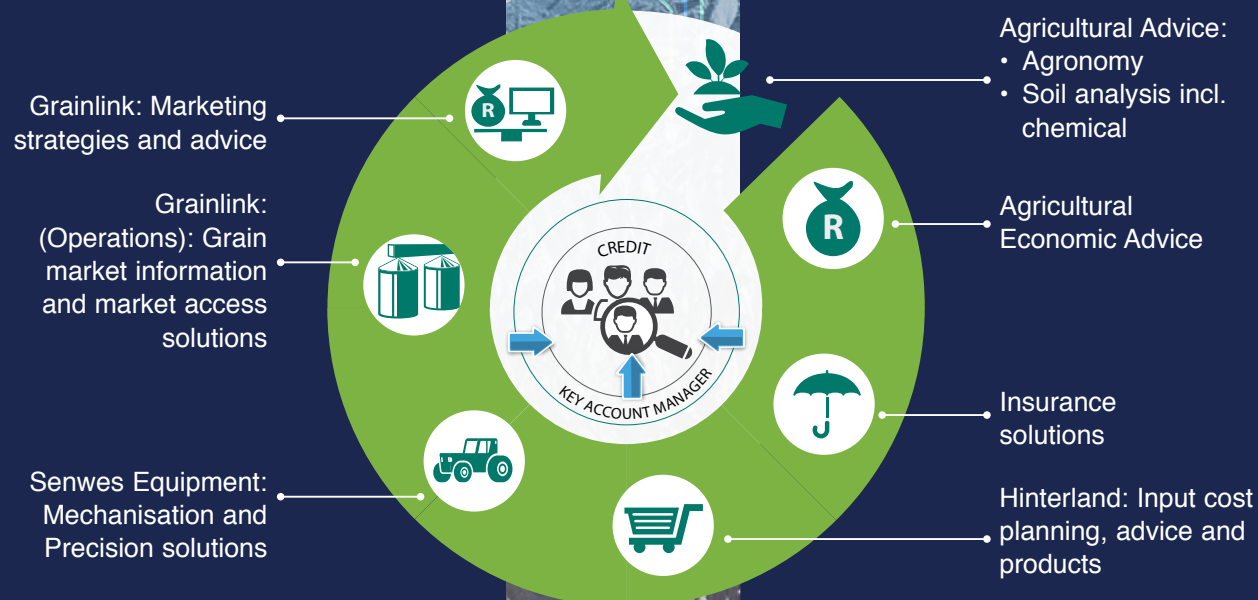 Agricultural Advice:
• Agronomy
• Soil analysis incl.
chemical
Grainlink: Marketing
strategies and advice
R
Agricultural
Economic Advice
R
Grainlink:
(Operations): Grain
market information
and market access
solutions
CREDIT
KEY ACCOUNT MANAGER
Insurance
solutions
Senwes Equipment:
Mechanisation and
Precision solutions
Hinterland: Input cost
planning, advice and
products